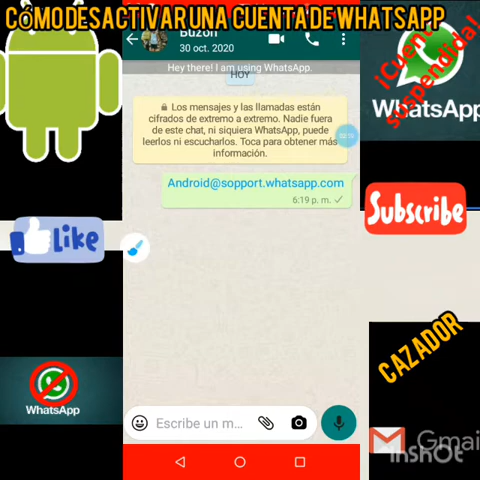 CÓMO DESACTIVAR UNA CUENTA DE WHATSAPP
Buzón
30 oct. 2020
Hey there! I am using WhatsApp.
HOY
Los mensajes y las llamadas están
cifrados de extremo a extremo. Nadie fuera
de este chat, ni siquiera WhatsApp, puede
leerlos ni escucharlos. Toca para obtener más
información.
Android@sopport.whatsapp.com
6:19 p. m.
Escribe un m...
¡Cuenta
suspendida!
WhatsApp
Like
Subscribe
WhatsApp
CAZADOR
Gmai
InshOt